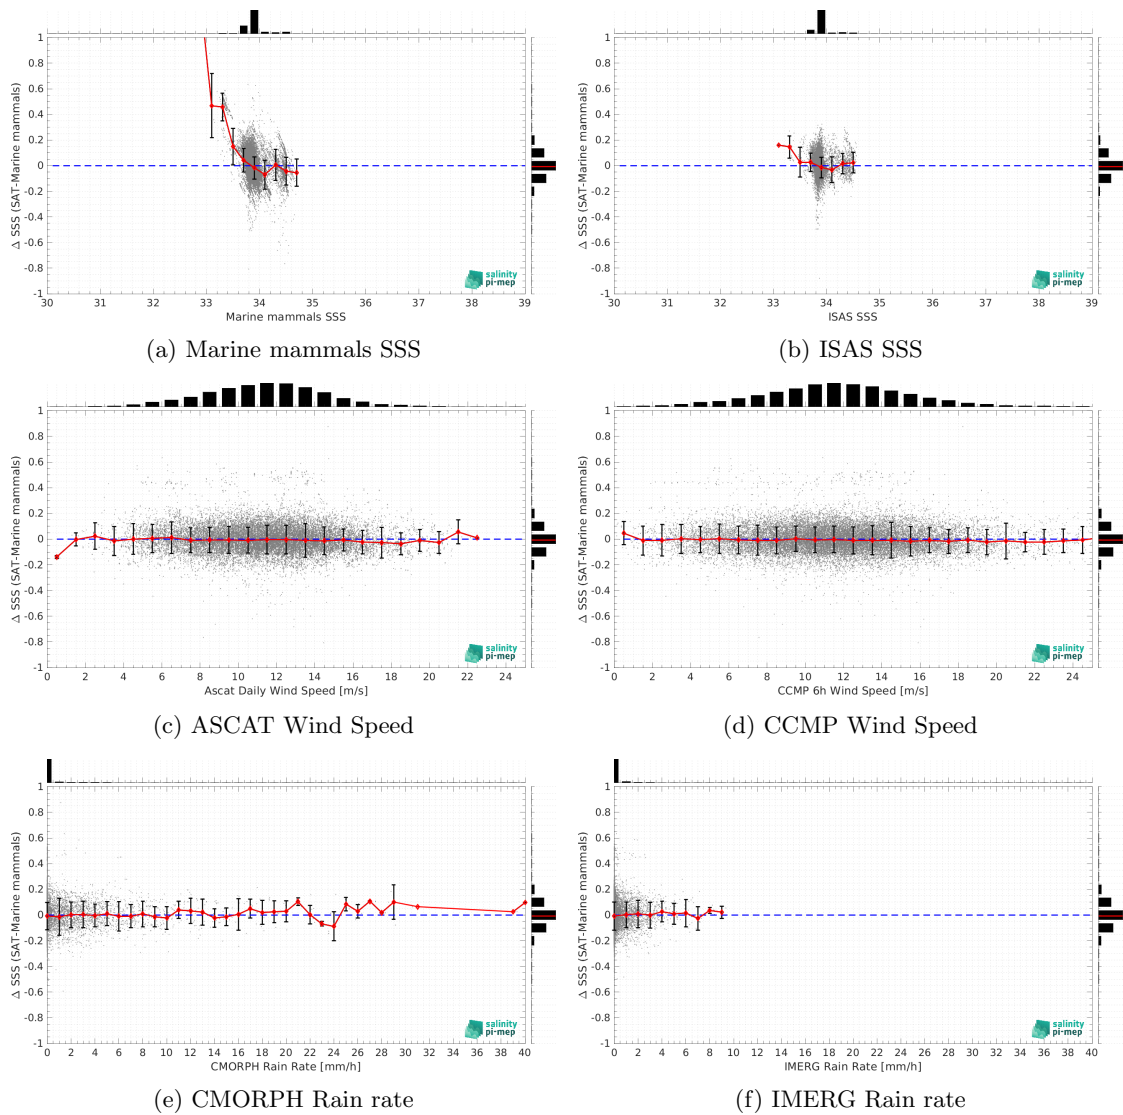 1
0.8
0.6
0.4
0.2
0
-0.2
-0.4
-0.6
-0.8
-1
Δ SSS (SAT-Marine mammals)
salinity
pi-mep
30 31 32 33 34 35 36 37 38 39
Marine mammals SSS
(a) Marine mammals SSS
1
0.8
0.6
0.4
0.2
0
-0.2
-0.4
-0.6
-0.8
-1
Δ SSS (SAT-Marine mammals)
salinity
pi-mep
30 31 32 33 34 35 36 37 38 39
ISAS SSS
(b) ISAS SSS
1
0.8
0.6
0.4
0.2
0
-0.2
-0.4
-0.6
-0.8
-1
Δ SSS (SAT-Marine mammals)
salinity
pi-mep
0 2 4 6 8 10 12 14 16 18 20 22 24
Ascat Daily Wind Speed [m/s]
(c) ASCAT Wind Speed
1
0.8
0.6
0.4
0.2
0
-0.2
-0.4
-0.6
-0.8
-1
Δ SSS (SAT-Marine mammals)
salinity
pi-mep
0 2 4 6 8 10 12 14 16 18 20 22 24
CCMP 6h Wind Speed [m/s]
(d) CCMP Wind Speed
1
0.8
0.6
0.4
0.2
0
-0.2
-0.4
-0.6
-0.8
-1
Δ SSS (SAT-Marine mammals)
salinity
pi-mep
0 2 4 6 8 10 12 14 16 18 20 22 24 26 28 30 32 34 36 38 40
CMORPH Rain Rate [mm/h]
(e) CMORPH Rain rate
1
0.8
0.6
0.4
0.2
0
-0.2
-0.4
-0.6
-0.8
-1
Δ SSS (SAT-Marine mammals)
salinity
pi-mep
0 2 4 6 8 10 12 14 16 18 20 22 24 26 28 30 32 34 36 38 40
IMERG Rain Rate [mm/h]
(f) IMERG Rain rate